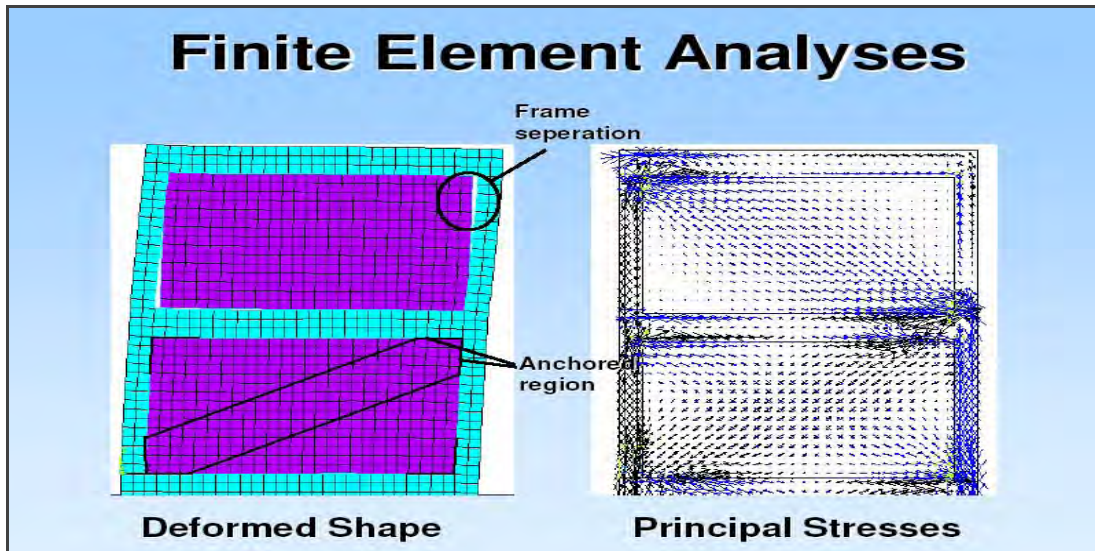 Finite Element Analyses
Frame
seperation
Anchored
region
Deformed Shape
Principal Stresses